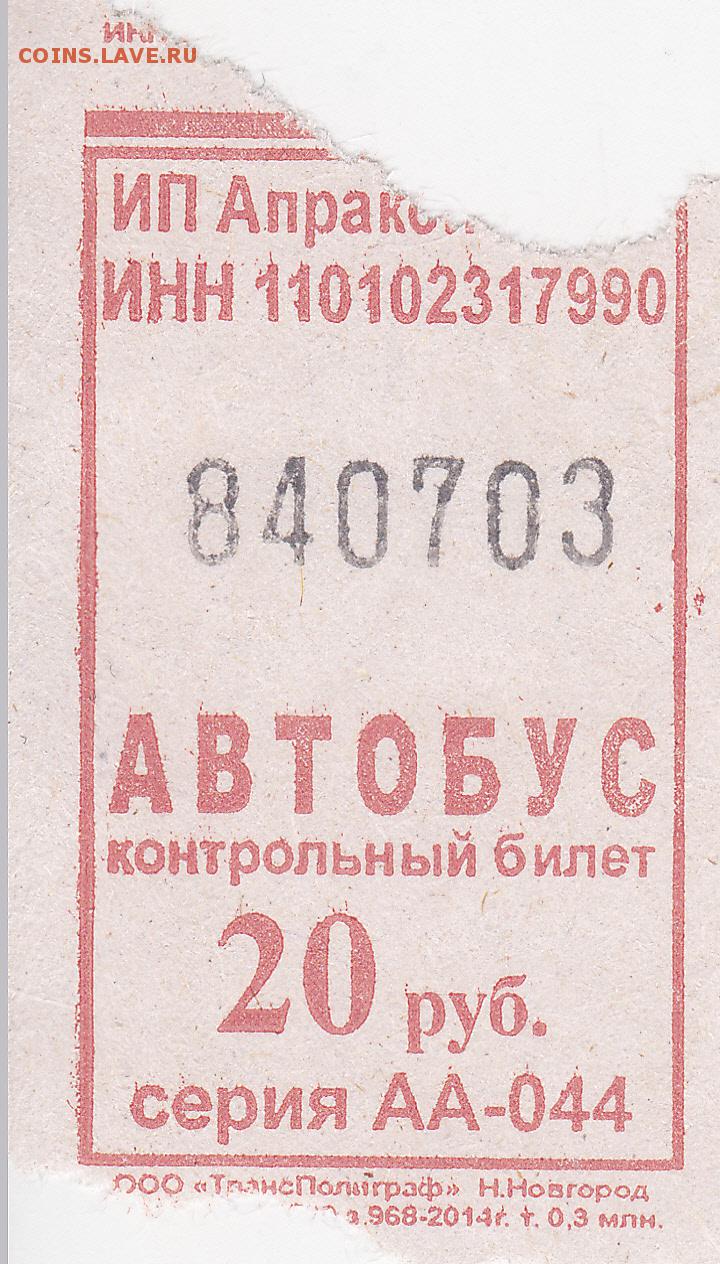 COINS.LAVE.RU
ИП
ИНН 110102317990
840703
АВТОБУС
контрольный билет
20 руб.
серия АА-044
ООО «ТрансПолиграф» Н.Новгород
з.968-2014г. т. 0,3 млн.